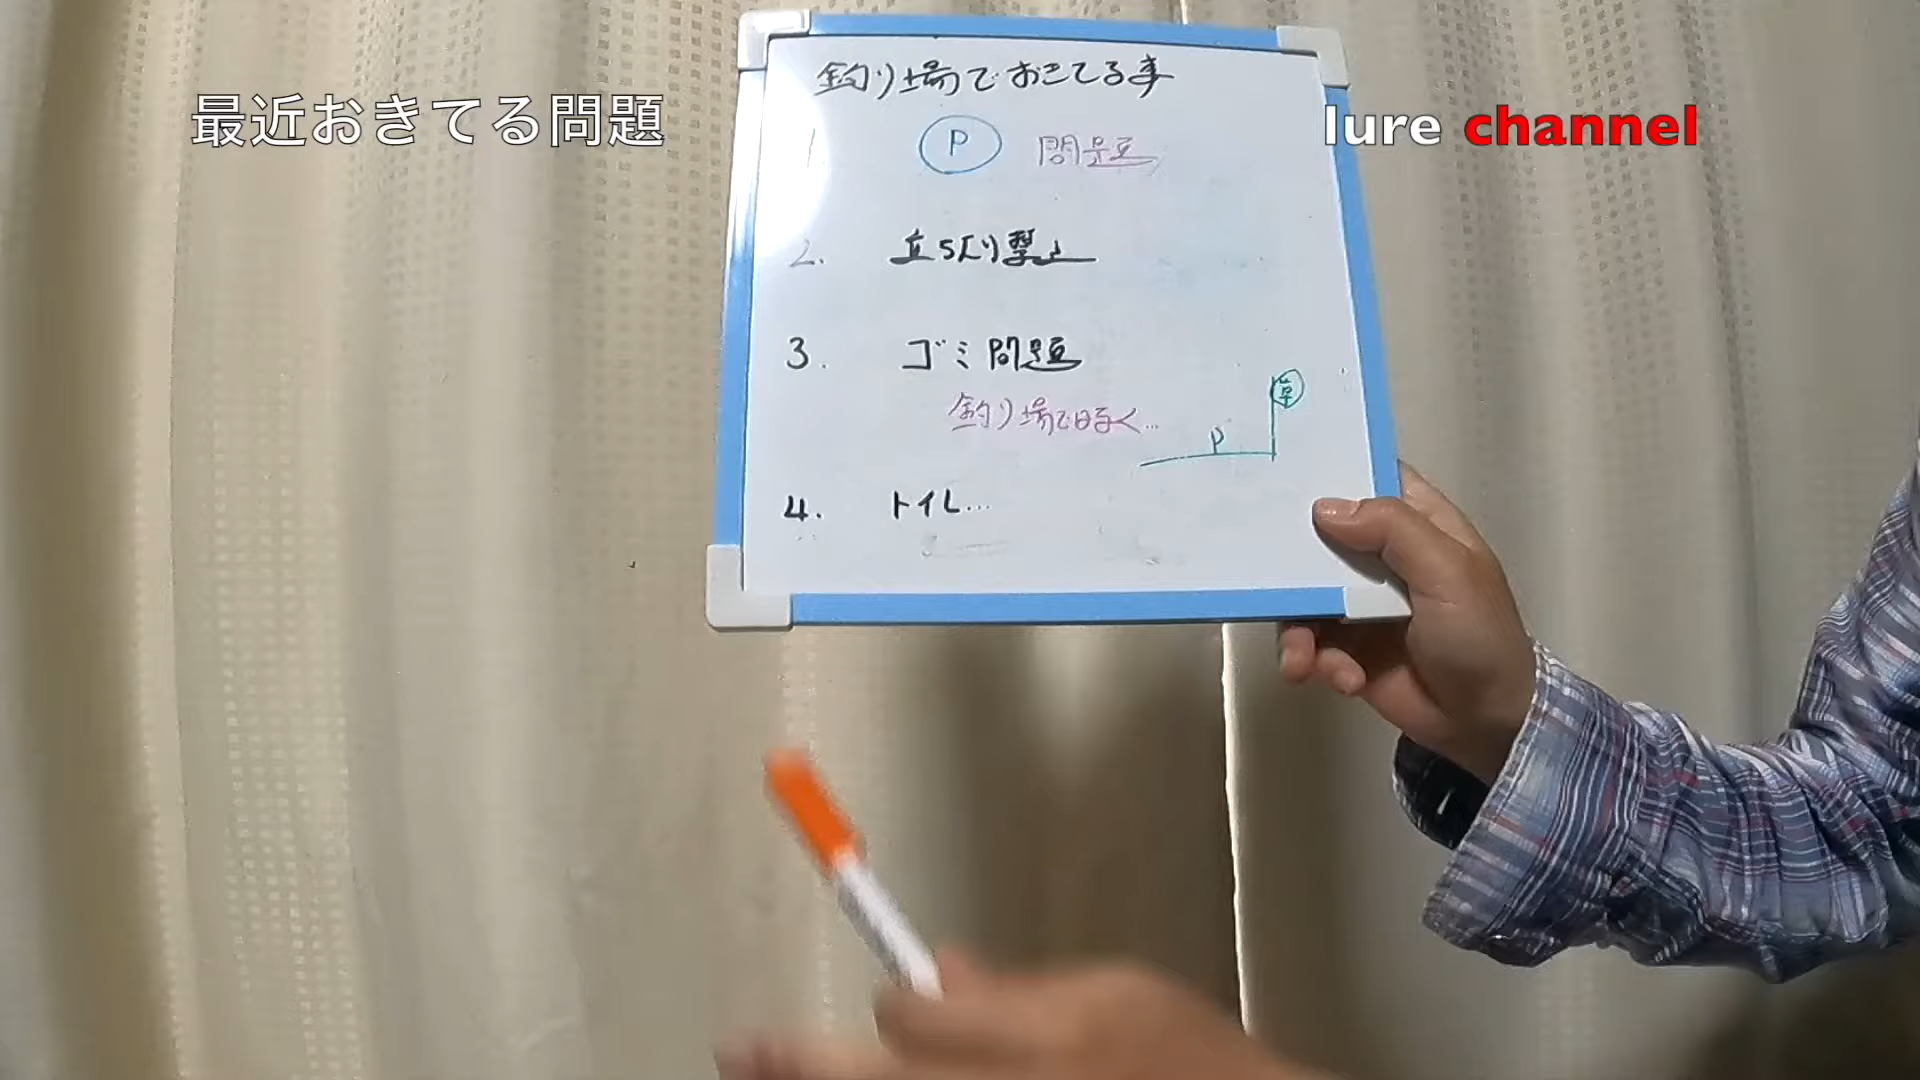 最近おきてる問題
lure channel
釣り場でおきてる事
1 P 問題
2. 立ち入り禁止
3. ゴミ問題
釣り場で時く...
P
4. トイレ...